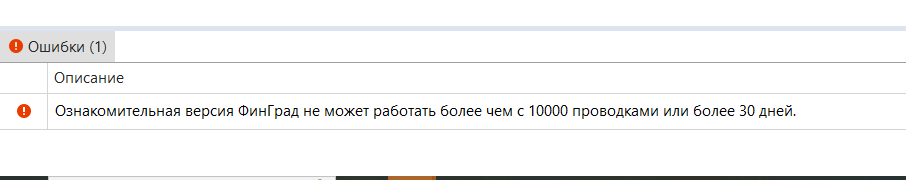 Ошибки (1)
Описание
Ознакомительная версия ФинГрад не может работать более чем с 10000 проводками или более 30 дней.